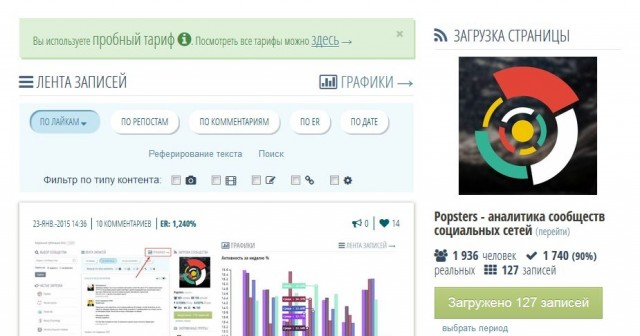 Вы используете пробный тариф. Посмотреть все тарифы можно здесь → ×
ЛЕНТА ЗАПИСЕЙ
ГРАФИКИ →
ПО ЛАЙКАМ
ПО РЕПОСТАМ
ПО КОММЕНТАРИЯМ
ПО ER
ПО ДАТЕ
Реферирование текста Поиск
Фильтр по типу контента:
23-ЯНВ.-2015 14:36 | 10 КОММЕНТАРИЕВ | ER: 1,240%
0 | 14
ГРАФИКИ
ЛЕНТА ЗАПИСЕЙ →
Активность за неделю %
ЗАГРУЗКА СТРАНИЦЫ
Popsters - аналитика сообществ
социальных сетей (перейти)
1 936 человек 1 740 (90%)
реальных 127 записей
Загружено 127 записей
выбрать период